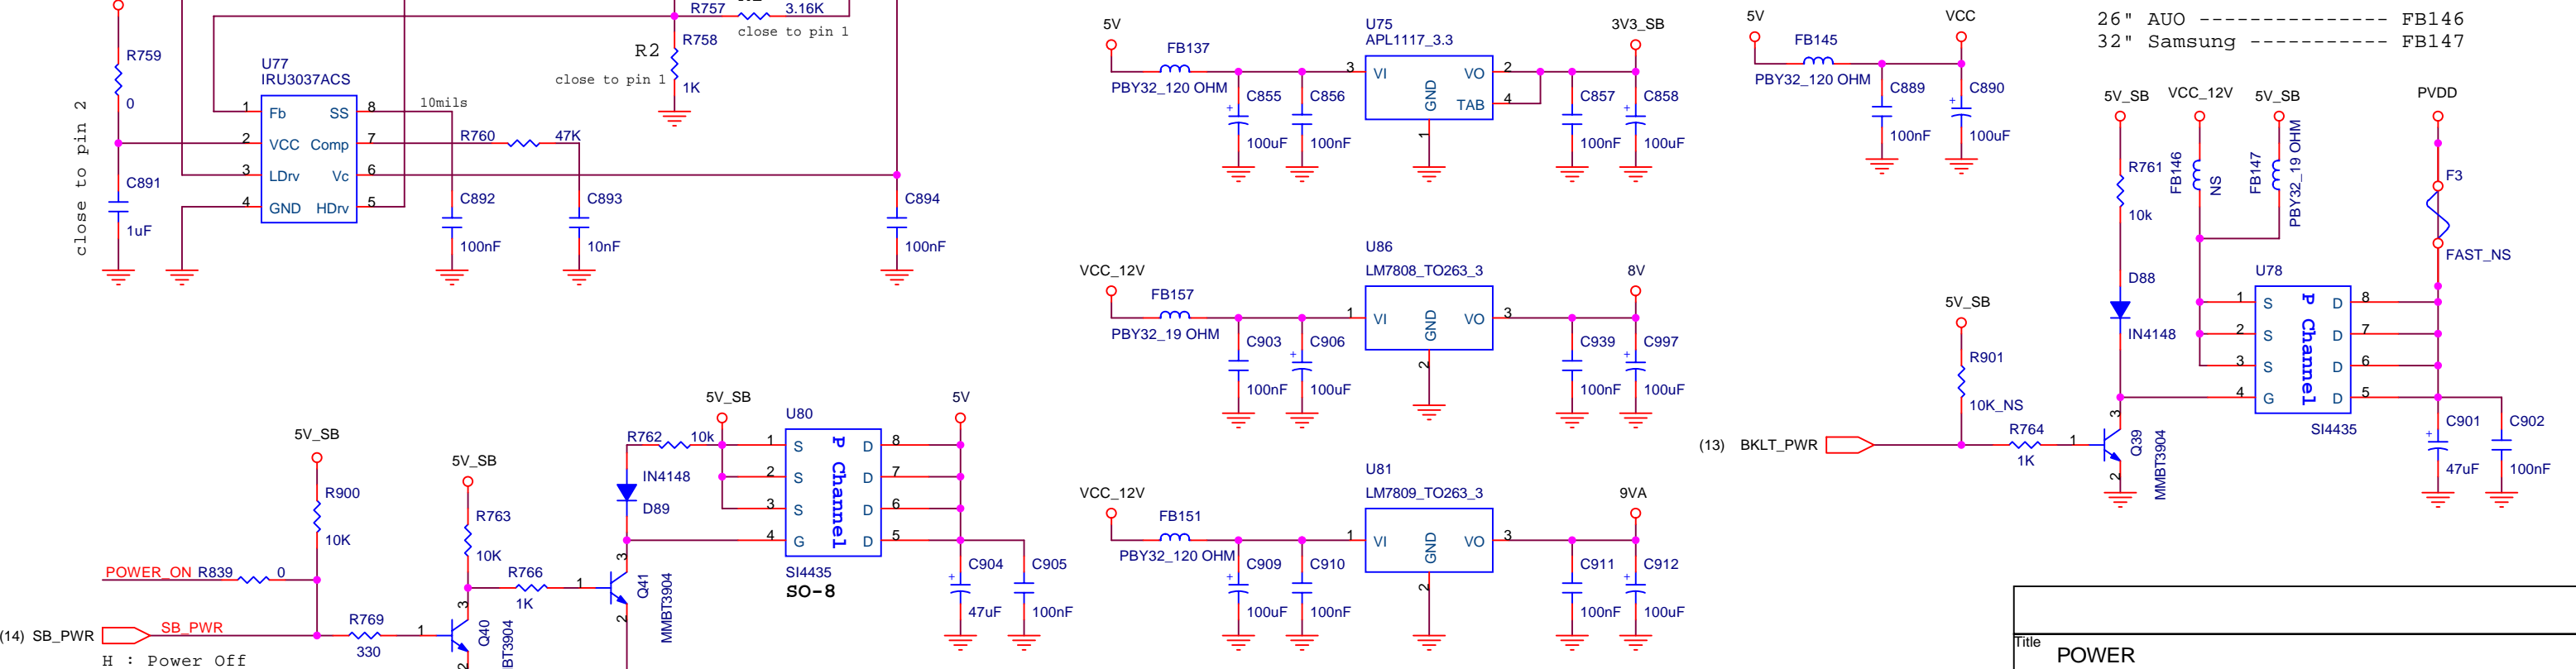 R757 3.16K
close to pin 1
R2
R758
1K
close to pin 1
R759
0
close to pin 2
U77
IRU3037ACS
1 Fb SS 8
2 VCC Comp 7
3 LDrv Vc 6
4 GND HDrv 5
10mils
R760 47K
C891
1uF
C892
100nF
C893
10nF
C894
100nF
5V
FB137
PBY32_120 OHM
U75
APL1117_3.3
3 VI VO 2
GND TAB 4
1
3V3_SB
C855
100uF
C856
100nF
C857
100nF
C858
100uF
5V
FB145
PBY32_120 OHM
VCC
C889
100nF
C890
100uF
26" AUO --------------- FB146
32" Samsung ----------- FB147
5V_SB
VCC_12V
5V_SB
PVDD
R761
10k
FB146
NS
FB147
PBY32_19 OHM
F3
FAST_NS
D88
IN4148
U78
1 S D 8
2 S D 7
3 S D 6
4 G D 5
P Channel
SI4435
5V_SB
R901
10K_NS
(13) BKLT_PWR
R764
1K
1
3
2
Q39
MMBT3904
C901
47uF
C902
100nF
VCC_12V
FB157
PBY32_19 OHM
U86
LM7808_TO263_3
1 VI VO 3
GND
2
8V
C903
100nF
C906
100uF
C939
100nF
C997
100uF
VCC_12V
FB151
PBY32_120 OHM
U81
LM7809_TO263_3
1 VI VO 3
GND
2
9VA
C909
100uF
C910
100nF
C911
100nF
C912
100uF
5V_SB
R900
10K
5V_SB
R763
10K
POWER_ON R839 0
(14) SB_PWR
SB_PWR
H : Power Off
R769
330
1
3
2
Q40
R766
1K
1
3
2
Q41
MMBT3904
R762 10k
IN4148
D89
5V_SB
U80
1 S D 8
2 S D 7
3 S D 6
4 G D 5
P Channel
SI4435
SO-8
5V
C904
47uF
C905
100nF
Title
POWER